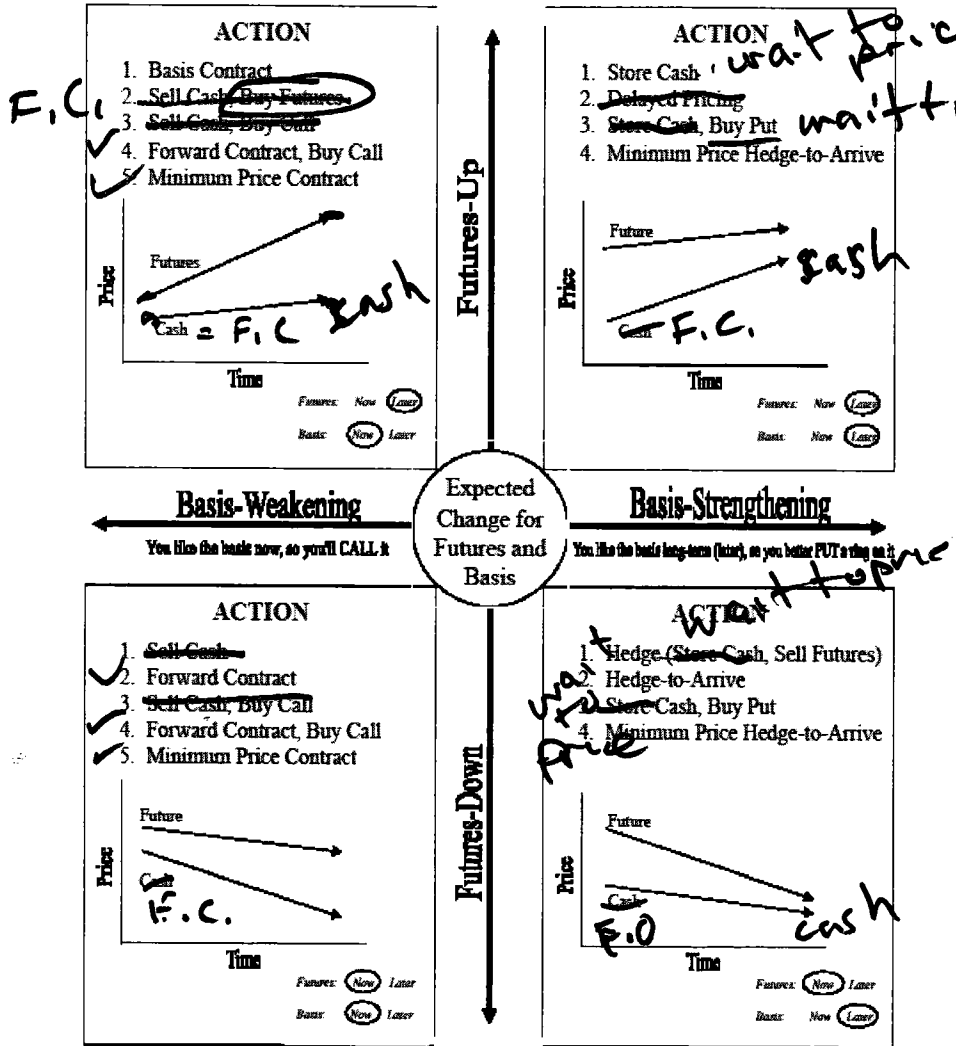 ACTION
1. Basis Contract
F.C. 2. Sell Cash, Buy Futures
3. Sell Cash, Buy Call
4. Forward Contract, Buy Call
5. Minimum Price Contract
Price
Futures
Cash = F.C cash
Time
Futures: Now Later
Basis: Now Later
Futures-Up
ACTION
1. Store Cash wait to
2. Delayed Pricing
3. Store Cash, Buy Put wait
4. Minimum Price Hedge-to-Arrive
Price
Future
cash
Cash F.C.
Time
Futures: Now Later
Basis: Now Later
Basis-Weakening
You like the basis now, so you'll CALL it
Expected
Change for
Futures and
Basis
Basis-Strengthening
You like the basis long-term (later), so you better PUT a ring on it
ACTION
1. Sell Cash
2. Forward Contract
3. Sell Cash, Buy Call
4. Forward Contract, Buy Call
5. Minimum Price Contract
Price
Future
Cash
F.C.
Time
Futures: Now Later
Basis: Now Later
Futures-Down
want to
ACTION
1. Hedge (Store Cash, Sell Futures)
2. Hedge-to-Arrive
3. Store Cash, Buy Put
4. Minimum Price Hedge-to-Arrive
wait
to
Price
Price
Future
Cash
cash
Time
Futures: Now Later
Basis: Now Later